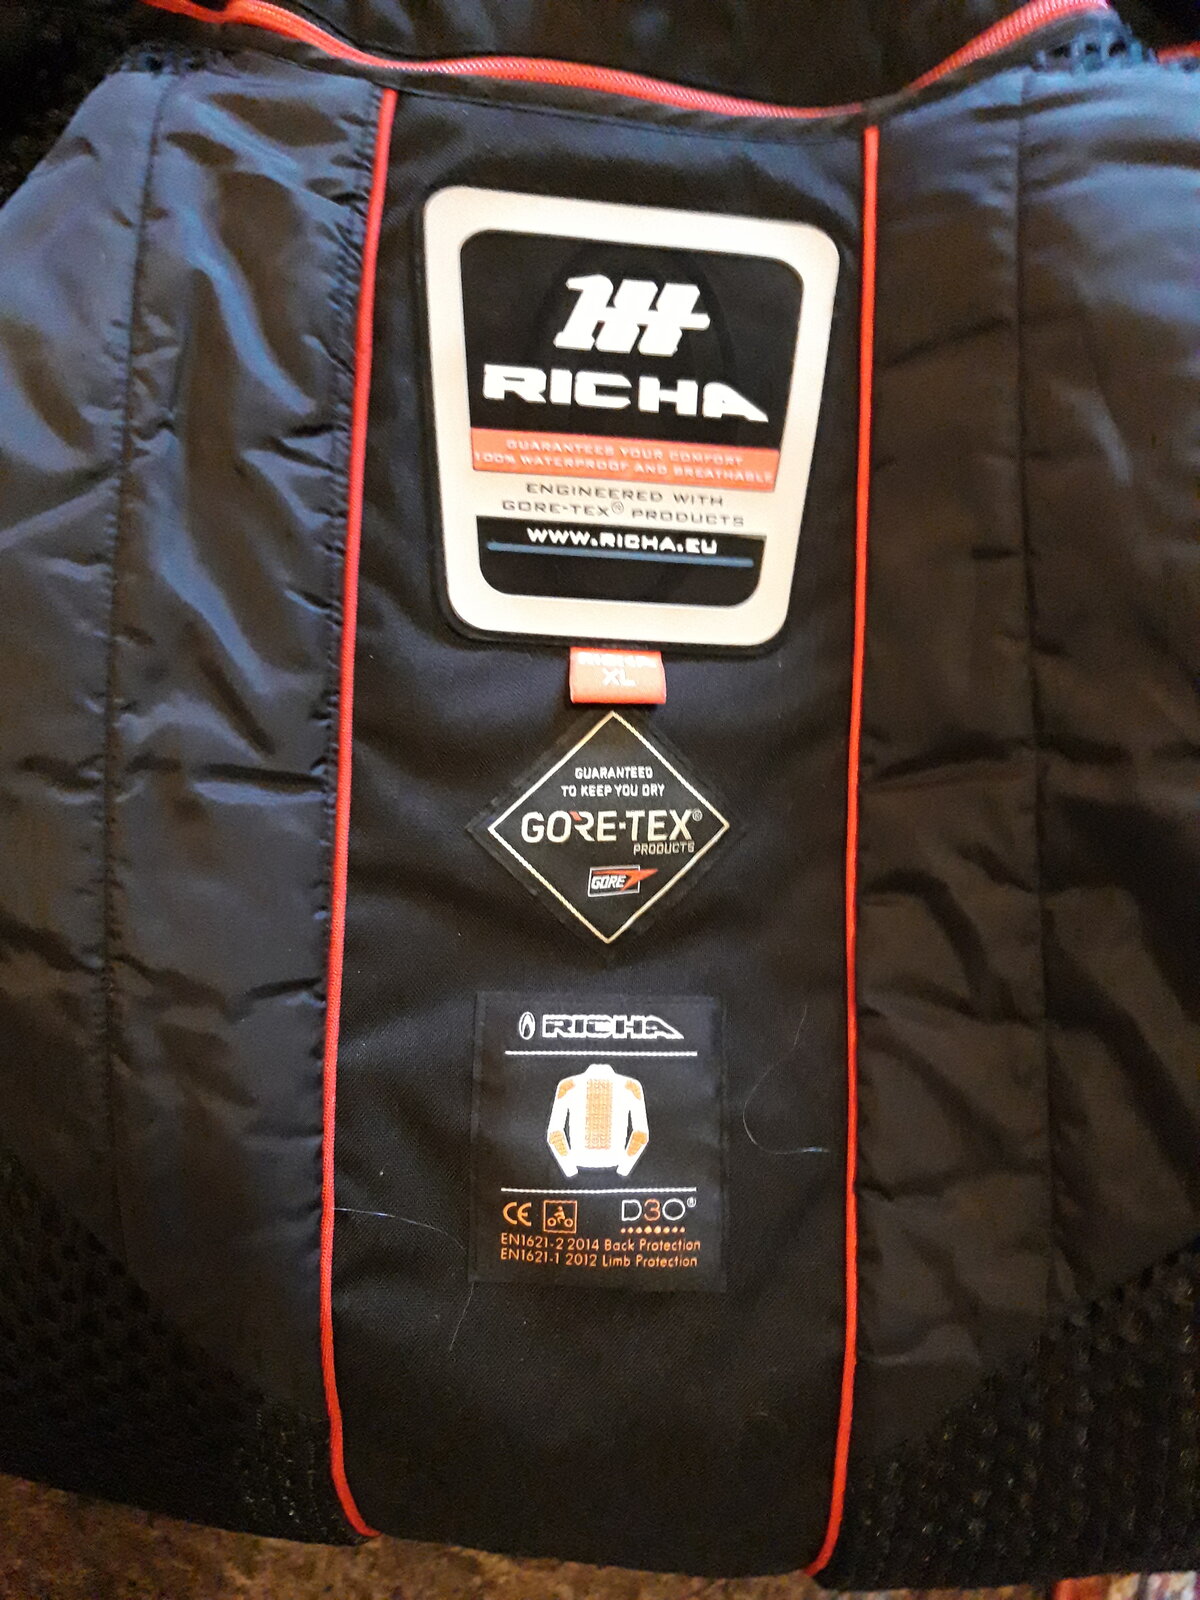 RICHA
GUARANTEES YOUR COMFORT
100% WATERPROOF AND BREATHABLE
ENGINEERED WITH
GORE-TEX® PRODUCTS
WWW.RICHA.EU
XL
GUARANTEED
TO KEEP YOU DRY
GORE-TEX®
PRODUCTS
GORE
RICHA
CE D3O®
EN1621-2 2014 Back Protection
EN1621-1 2012 Limb Protection